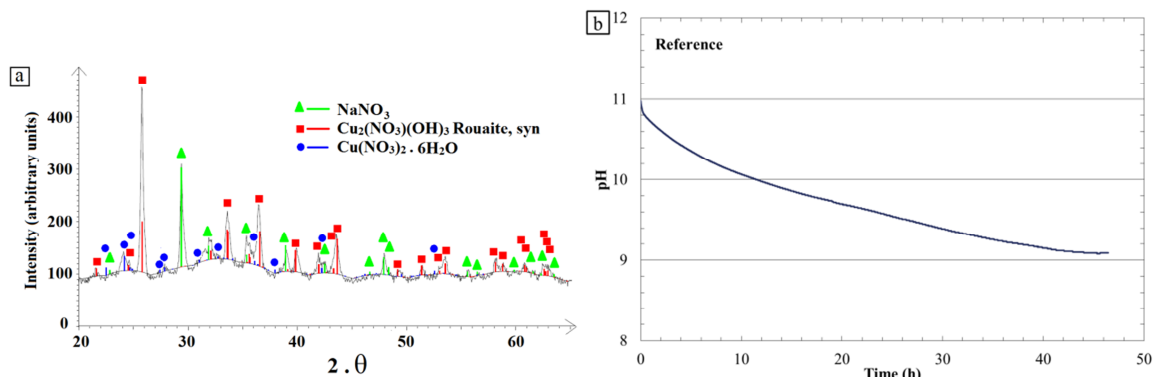 a
Intensity (arbitrary units)
400
300
200
100
0
NaNO₃
Cu₂(NO₃)(OH)₃ Rouaite, syn
Cu(NO₃)₂ . 6H₂O
20
30
40
50
60
2 . θ
b
12
11
10
9
8
pH
Reference
0
10
20
30
40
50
Time (h)